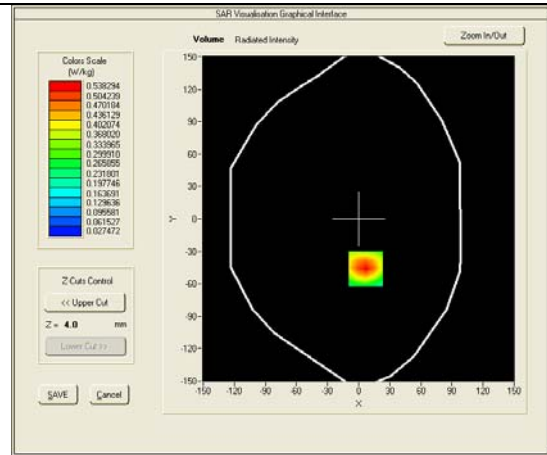 SAR Visualisation Graphical Interface
Volume Radiated Intensity
Zoom In/Out
Colors Scale
(W/kg)
0.538294
0.504239
0.470184
0.436129
0.402074
0.368020
0.333965
0.299910
0.265855
0.231801
0.197746
0.163691
0.129636
0.095581
0.061527
0.027472
Z Cuts Control
<< Upper Cut
Z = 4.0 mm
Lower Cut >>
SAVE Cancel
150
120
90
60
30
0
-30
-60
-90
-120
-150
Y
-150 -120 -90 -60 -30 0 30 60 90 120 150
X